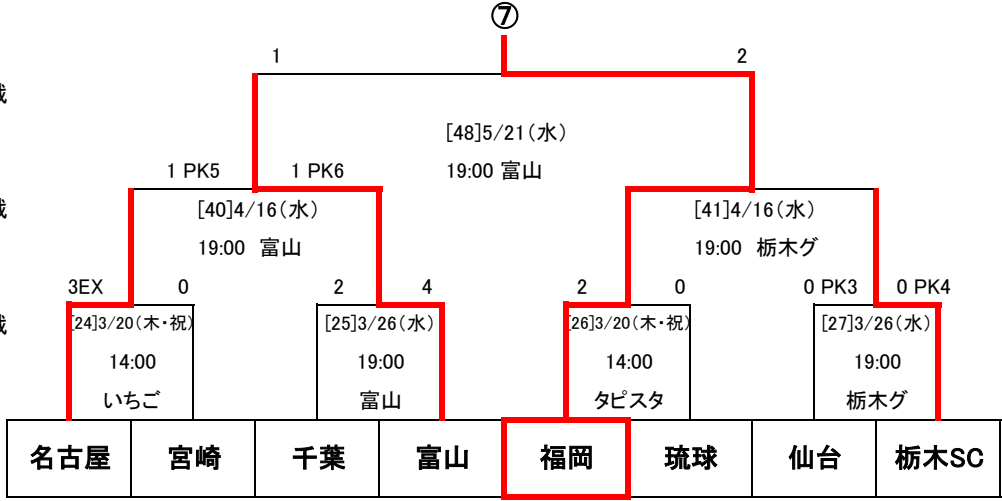 ⑦
1 2
戦
[48]5/21(水)
1 PK5 1 PK6 19:00 富山
戦 [40]4/16(水) [41]4/16(水)
19:00 富山 19:00 栃木グ
3EX 0 2 4 2 0 0 PK3 0 PK4
戦 [24]3/20(木・祝) [25]3/26(水) [26]3/20(木・祝) [27]3/26(水)
14:00 19:00 14:00 19:00
いちご 富山 タピスタ 栃木グ
名古屋 宮崎 千葉 富山 福岡 琉球 仙台 栃木SC